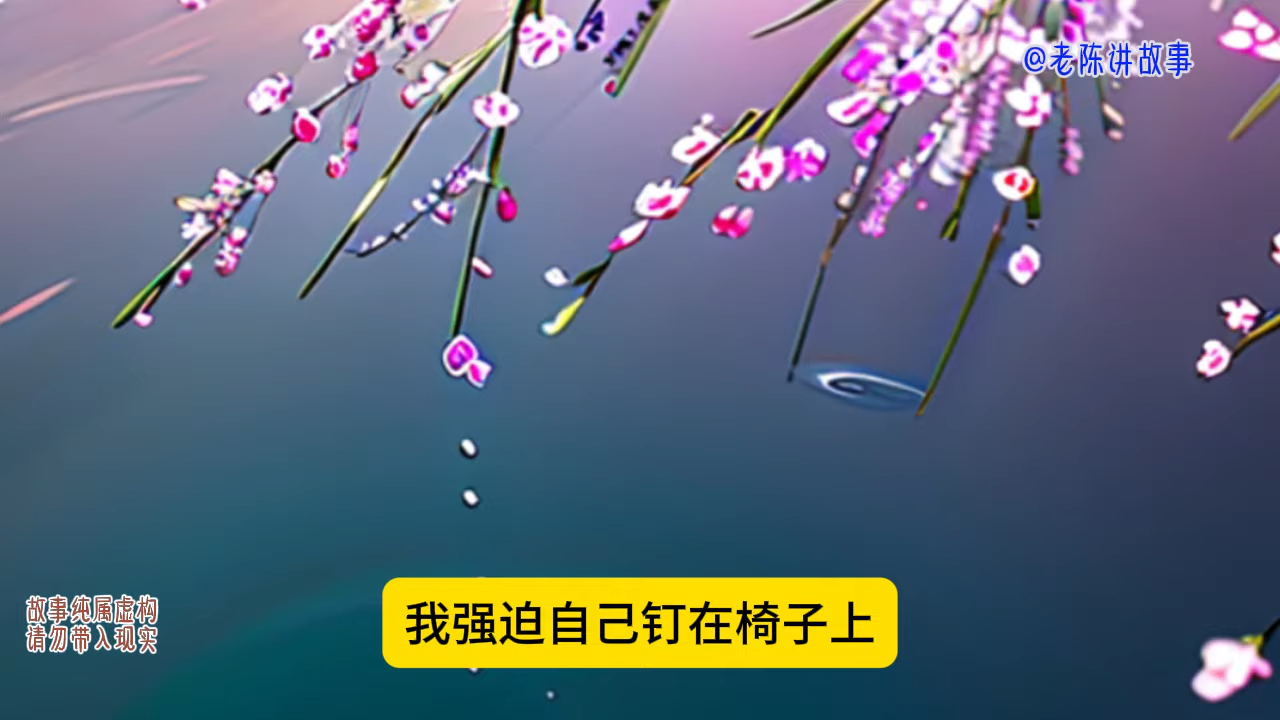 @老陈讲故事
故事纯属虚构
请勿带入现实
我强迫自己钉在椅子上